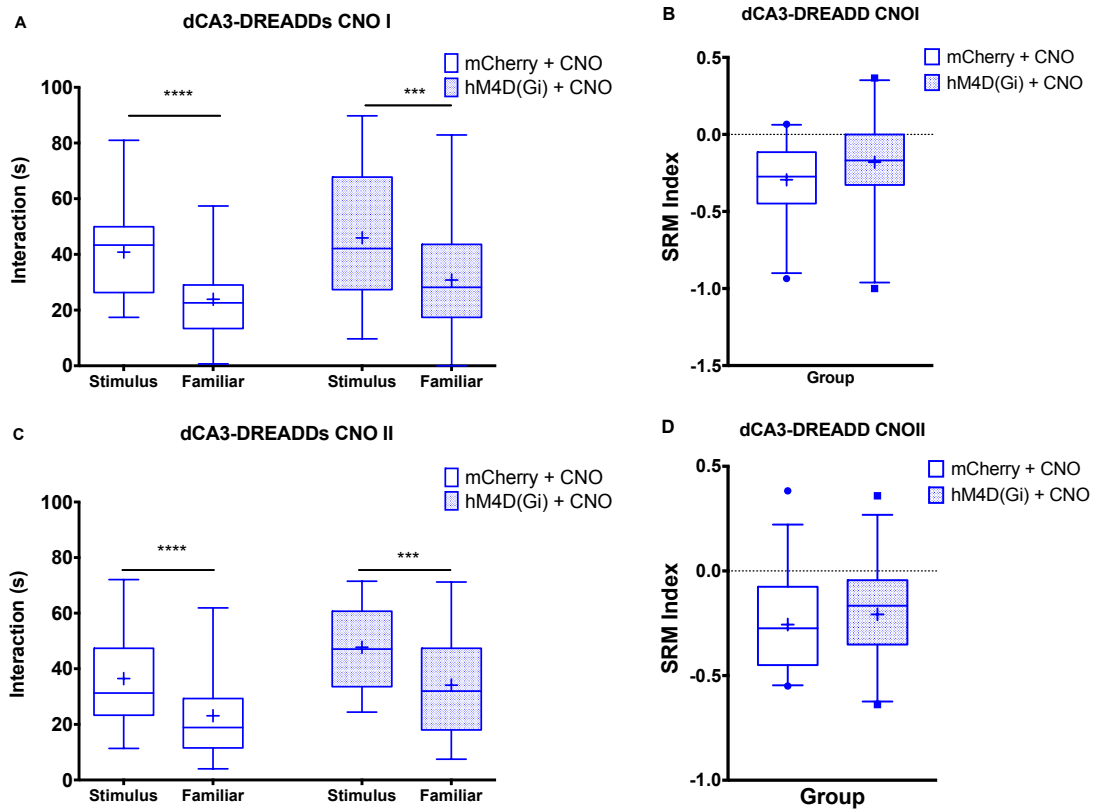 A
dCA3-DREADDs CNO I
mCherry + CNO
hM4D(Gi) + CNO
****
***
Interaction (s)
100
80
60
40
20
0
Stimulus
Familiar
Stimulus
Familiar
B
dCA3-DREADD CNOI
mCherry + CNO
hM4D(Gi) + CNO
SRM Index
0.5
0.0
-0.5
-1.0
-1.5
Group
C
dCA3-DREADDs CNO II
mCherry + CNO
hM4D(Gi) + CNO
****
***
Interaction (s)
100
80
60
40
20
0
Stimulus
Familiar
Stimulus
Familiar
D
dCA3-DREADD CNOII
mCherry + CNO
hM4D(Gi) + CNO
SRM Index
0.5
0.0
-0.5
-1.0
Group